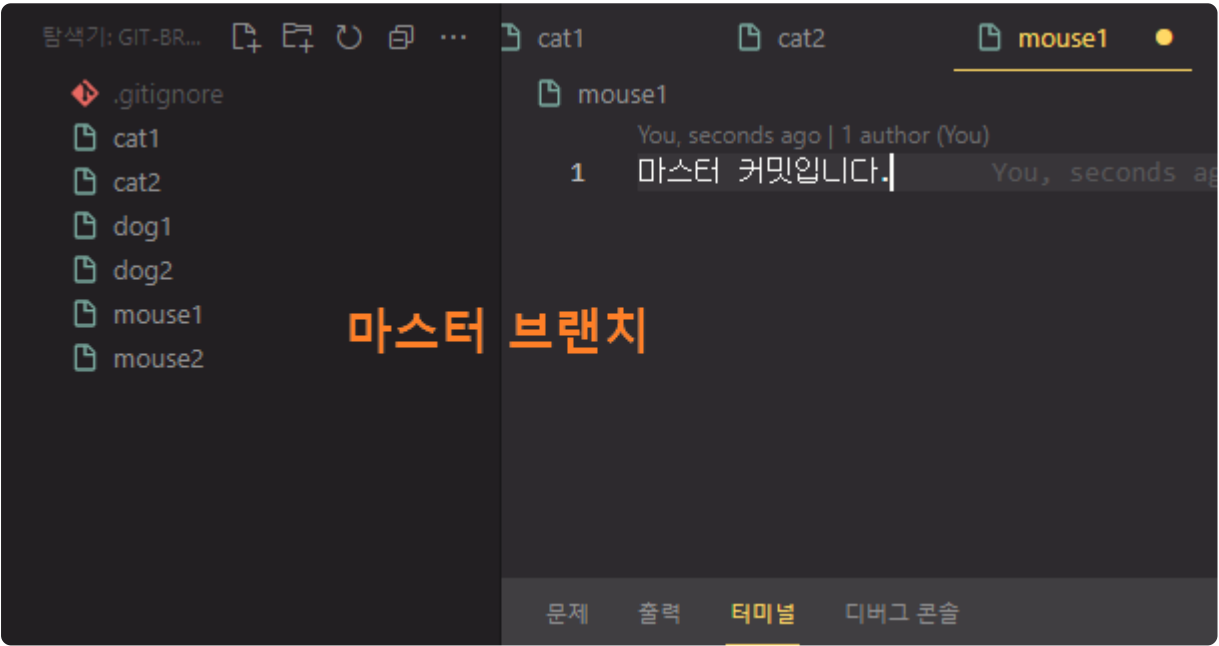 탐색기: GIT-BR...
.gitignore
cat1
cat2
dog1
dog2
mouse1
mouse2
cat1
cat2
mouse1
mouse1
You, seconds ago | 1 author (You)
1 마스터 커밋입니다. You, seconds
마스터 브랜치
문제 출력 터미널 디버그 콘솔